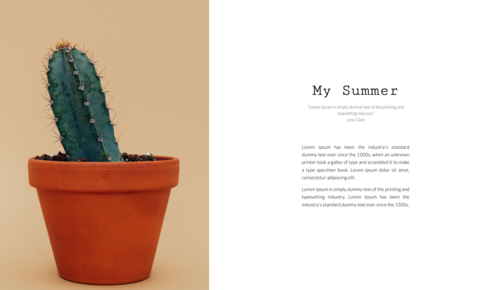 My Summer
"Lorem Ipsum is simply dummy text of the printing and
typesetting industry."
Jane Clark
Lorem Ipsum has been the industry's standard
dummy text ever since the 1500s, when an unknown
printer took a galley of type and scrambled it to make
a type specimen book. Lorem ipsum dolor sit amet,
consectetur adipiscing elit.
Lorem Ipsum is simply dummy text of the printing and
typesetting industry. Lorem Ipsum has been the
industry's standard dummy text ever since the 1500s.